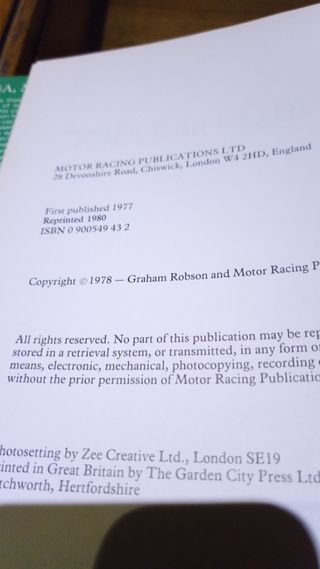 MOTOR RACING PUBLICATIONS LTD
28 Devonshire Road, Chiswick, London W4 2HD, England
First published 1977
Reprinted 1980
ISBN 0 900549 43 2
Copyright © 1978 — Graham Robson and Motor Racing P
All rights reserved. No part of this publication may be rep
stored in a retrieval system, or transmitted, in any form o
means, electronic, mechanical, photocopying, recording
without the prior permission of Motor Racing Publicatio
hotosetting by Zee Creative Ltd., London SE19
inted in Great Britain by The Garden City Press Ltd
tchworth, Hertfordshire